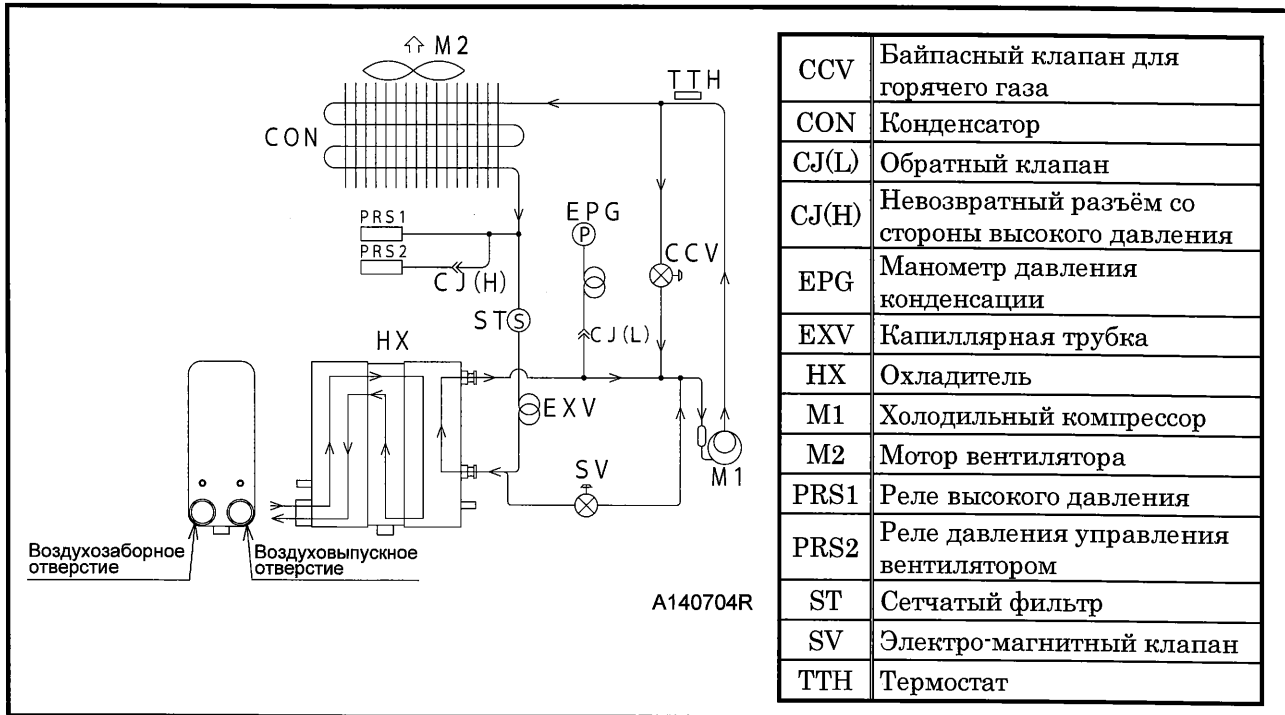 M2
TTH
CON
PRS1
PRS2
CJ(H)
EPG
P
CCV
ST
S
CJ(L)
HX
EXV
SV
M1
Воздухозаборное
отверстие
Воздуховыпускное
отверстие
A140704R
CCV Байпасный клапан для
горячего газа
CON Конденсатор
CJ(L) Обратный клапан
CJ(H) Невозвратный разъём со
стороны высокого давления
EPG Манометр давления
конденсации
EXV Капиллярная трубка
HX Охладитель
M1 Холодильный компрессор
M2 Мотор вентилятора
PRS1 Реле высокого давления
PRS2 Реле давления управления
вентилятором
ST Сетчатый фильтр
SV Электро-магнитный клапан
TTH Термостат